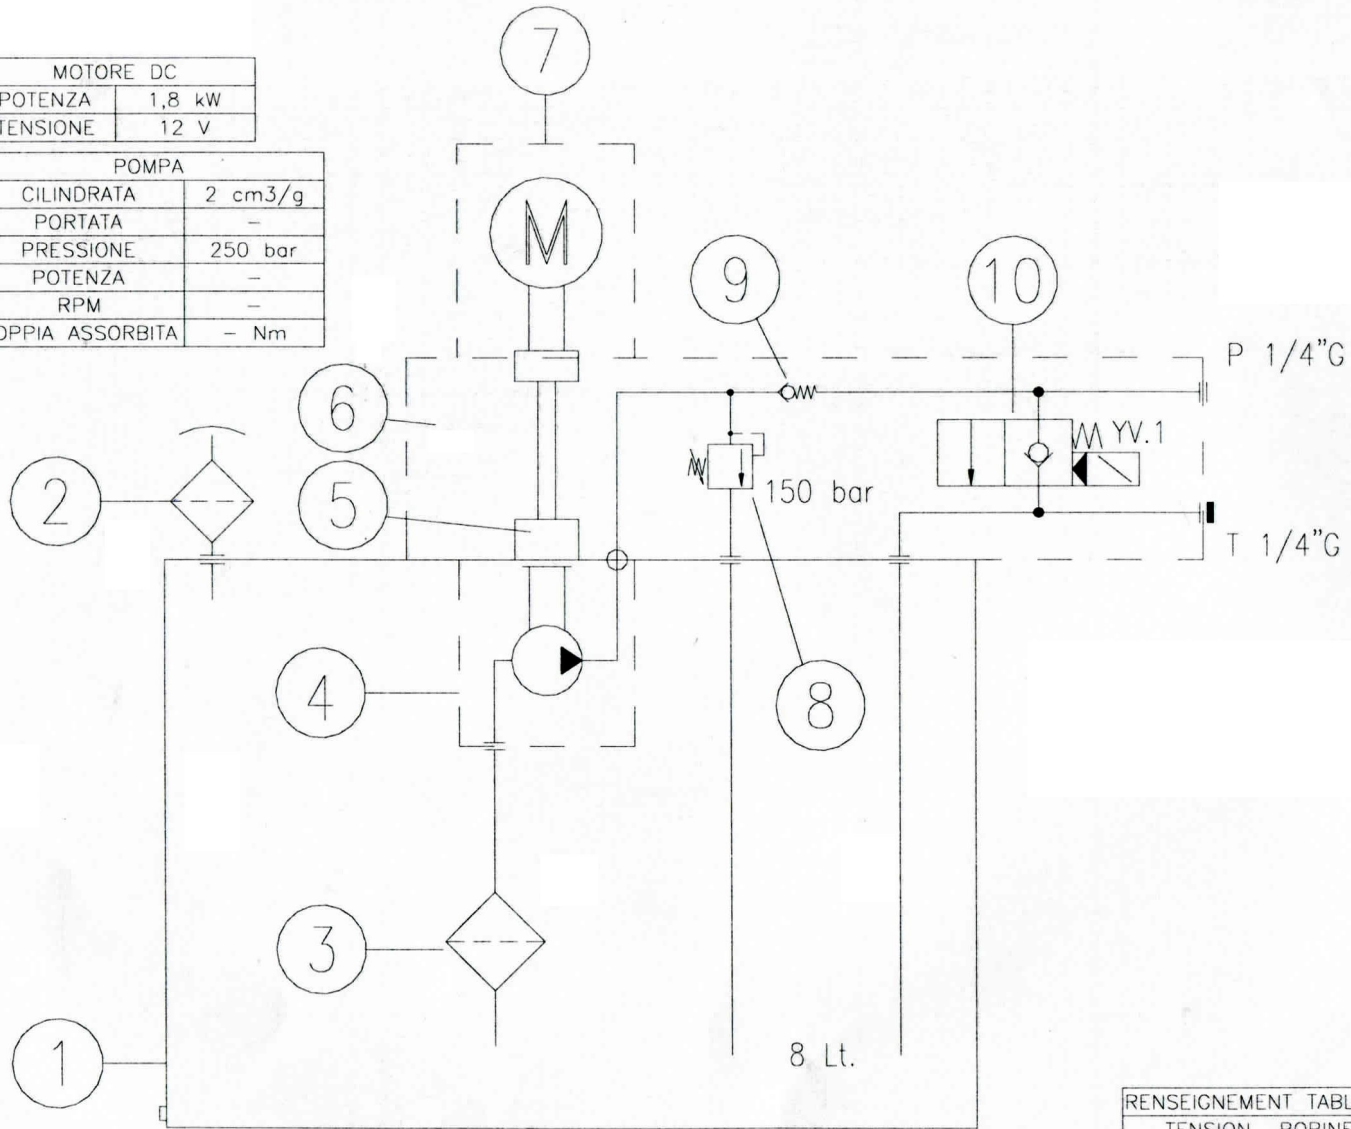 7
MOTORE DC
POTENZA 1,8 kW
TENSIONE 12 V
POMPA
CILINDRATA 2 cm3/g
PORTATA –
PRESSIONE 250 bar
POTENZA –
RPM –
OPPIA ASSORBITA – Nm
M
9
10
P 1/4"G
6
YV.1
2
5
150 bar
T 1/4"G
4
8
3
1
8 Lt.
RENSEIGNEMENT TABL
TENSION BOBINE